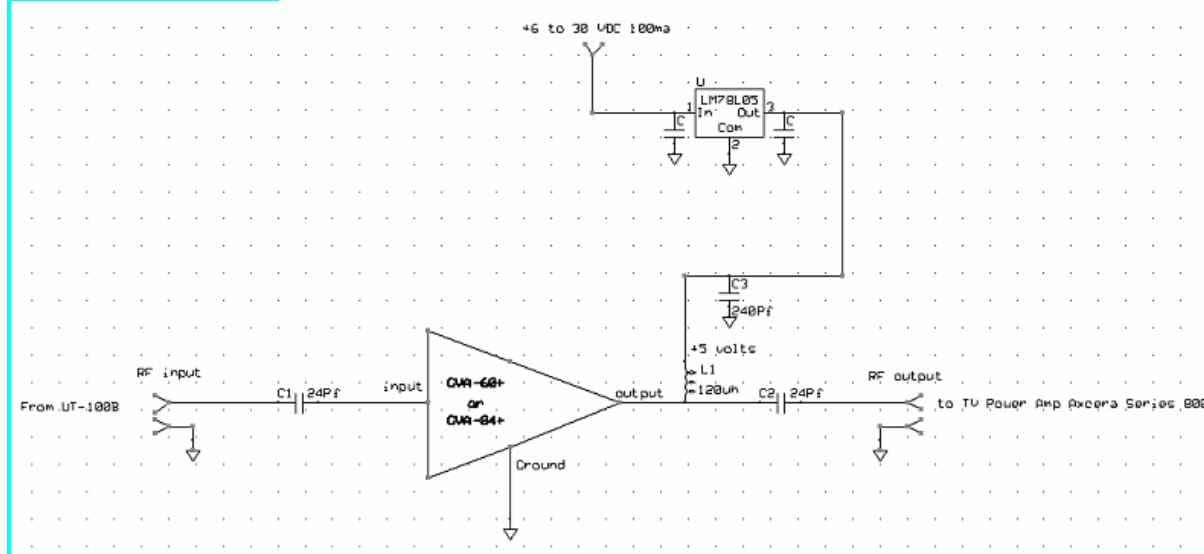 +6 to 30 VDC 100ma
U
LM78L05
1 In Out 3
Com
2
C
C
C3
240Pf
+5 volts
L1
120uh
RF input
From UT-100B
C1 24Pf
input
CVA-60+
or
CVA-84+
output
Ground
C2 24Pf
RF output
to TV Power Amp Axcera Series 800